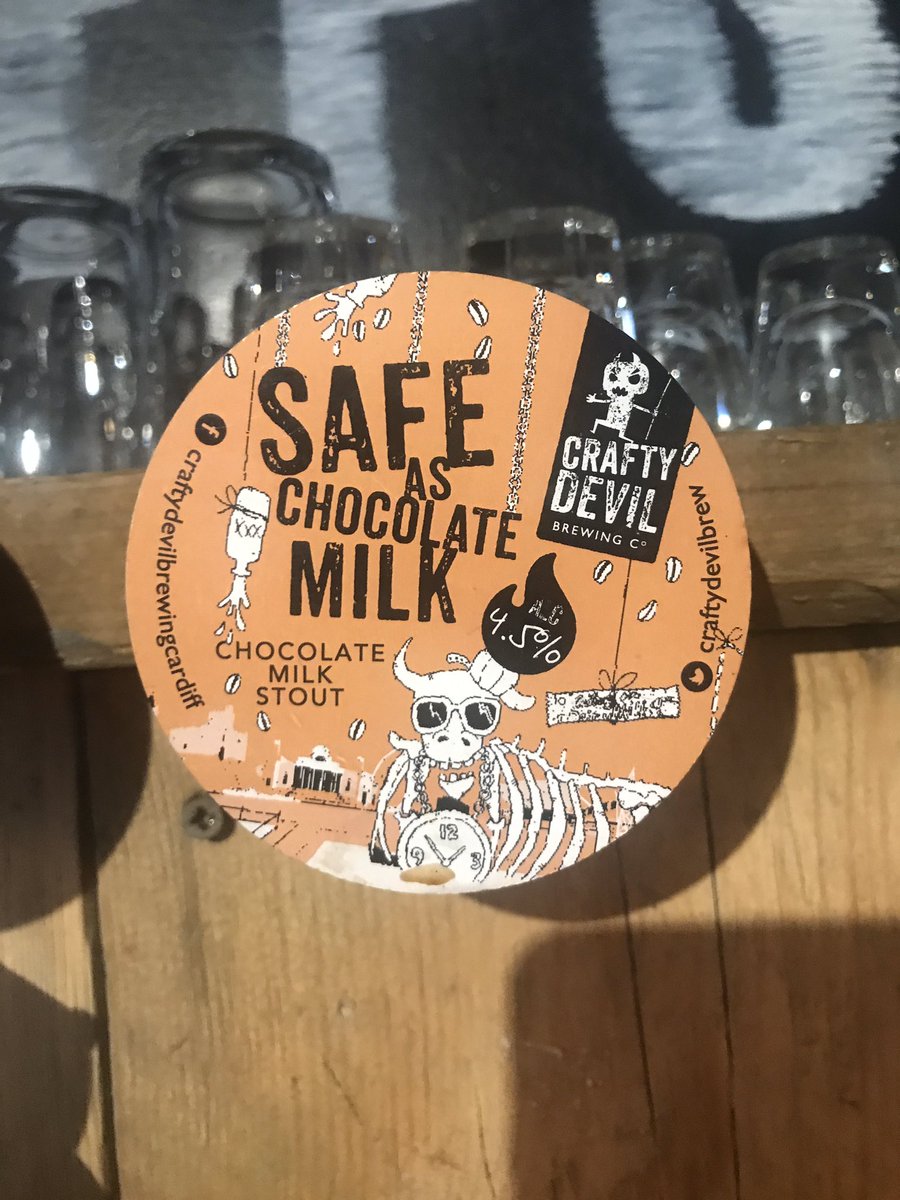 SAFE
AS
CHOCOLATE
MILK
CHOCOLATE
MILK
STOUT
CRAFTY
DEVIL
BREWING Cº
ALC
4.5%
craftydevilbrewingcardiff
craftydevilbrew
XXX
12
9
3